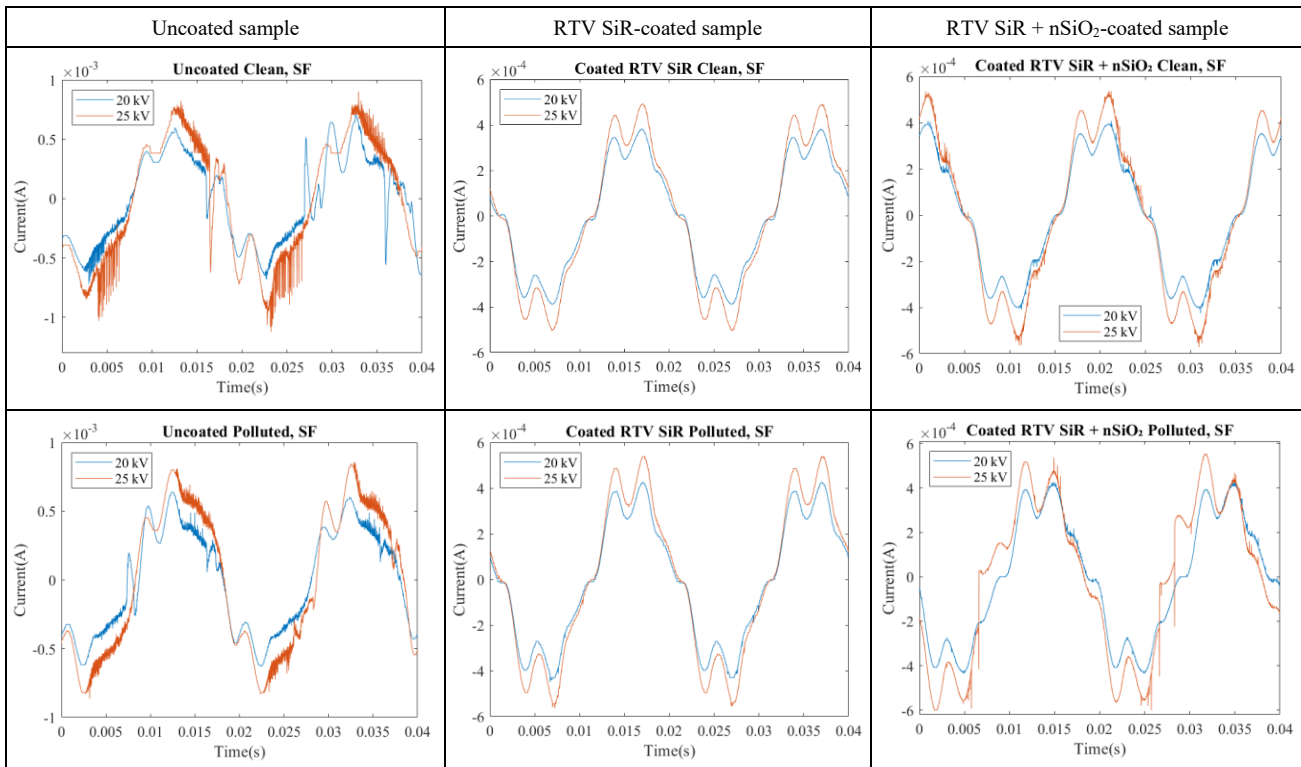 Uncoated sample
RTV SiR-coated sample
RTV SiR + nSiO₂-coated sample
×10⁻³
Uncoated Clean, SF
1
0.5
0
-0.5
-1
Current(A)
20 kV
25 kV
0 0.005 0.01 0.015 0.02 0.025 0.03 0.035 0.04
Time(s)
×10⁻⁴
Coated RTV SiR Clean, SF
6
4
2
0
-2
-4
-6
Current(A)
20 kV
25 kV
0 0.005 0.01 0.015 0.02 0.025 0.03 0.035 0.04
Time(s)
×10⁻⁴
Coated RTV SiR + nSiO₂ Clean, SF
6
4
2
0
-2
-4
-6
Current(A)
20 kV
25 kV
0 0.005 0.01 0.015 0.02 0.025 0.03 0.035 0.04
Time(s)
×10⁻³
Uncoated Polluted, SF
1
0.5
0
-0.5
-1
Current(A)
20 kV
25 kV
0 0.005 0.01 0.015 0.02 0.025 0.03 0.035 0.04
Time(s)
×10⁻⁴
Coated RTV SiR Polluted, SF
6
4
2
0
-2
-4
-6
Current(A)
20 kV
25 kV
0 0.005 0.01 0.015 0.02 0.025 0.03 0.035 0.04
Time(s)
×10⁻⁴
Coated RTV SiR + nSiO₂ Polluted, SF
6
4
2
0
-2
-4
-6
Current(A)
20 kV
25 kV
0 0.005 0.01 0.015 0.02 0.025 0.03 0.035 0.04
Time(s)